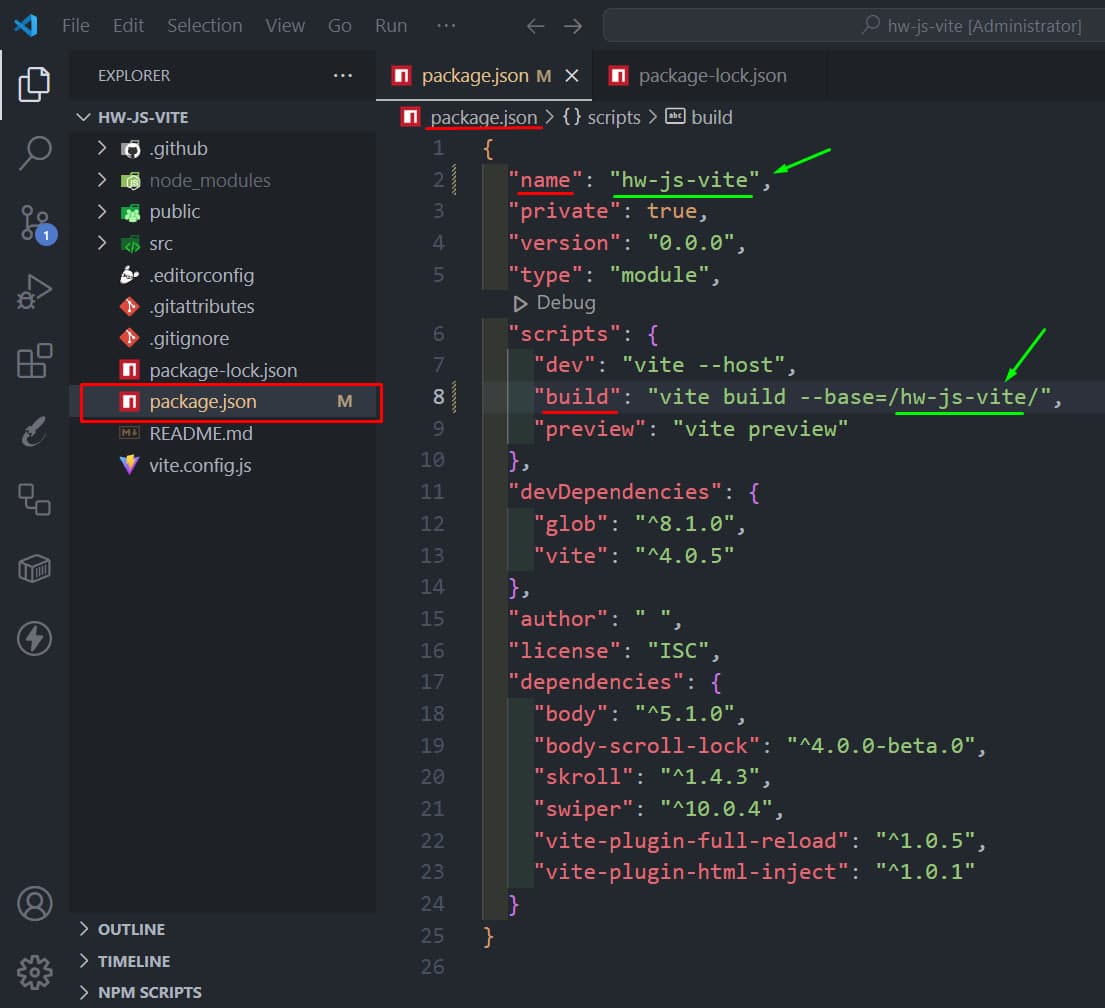 File Edit Selection View Go Run ··· ← → hw-js-vite [Administrator]
EXPLORER ···
HW-JS-VITE
.github
node_modules
public
src
.editorconfig
.gitattributes
.gitignore
package-lock.json
package.json M
README.md
vite.config.js
OUTLINE
TIMELINE
NPM SCRIPTS
1
package.json M × package-lock.json
package.json > {} scripts > abc build
1 {
2 "name": "hw-js-vite",
3 "private": true,
4 "version": "0.0.0",
5 "type": "module",
Debug
6 "scripts": {
7 "dev": "vite --host",
8 "build": "vite build --base=/hw-js-vite/",
9 "preview": "vite preview"
10 },
11 "devDependencies": {
12 "glob": "^8.1.0",
13 "vite": "^4.0.5"
14 },
15 "author": " ",
16 "license": "ISC",
17 "dependencies": {
18 "body": "^5.1.0",
19 "body-scroll-lock": "^4.0.0-beta.0",
20 "skroll": "^1.4.3",
21 "swiper": "^10.0.4",
22 "vite-plugin-full-reload": "^1.0.5",
23 "vite-plugin-html-inject": "^1.0.1"
24 }
25 }
26